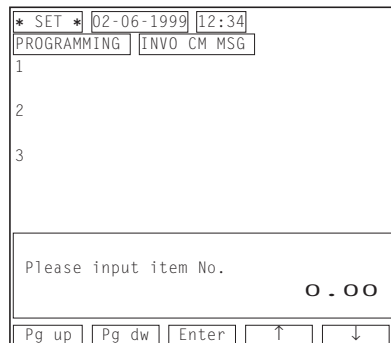 * SET * 02-06-1999 12:34
PROGRAMMING INVO CM MSG
1
2
3
Please input item No.
0.00
Pg up Pg dw Enter ↑ ↓